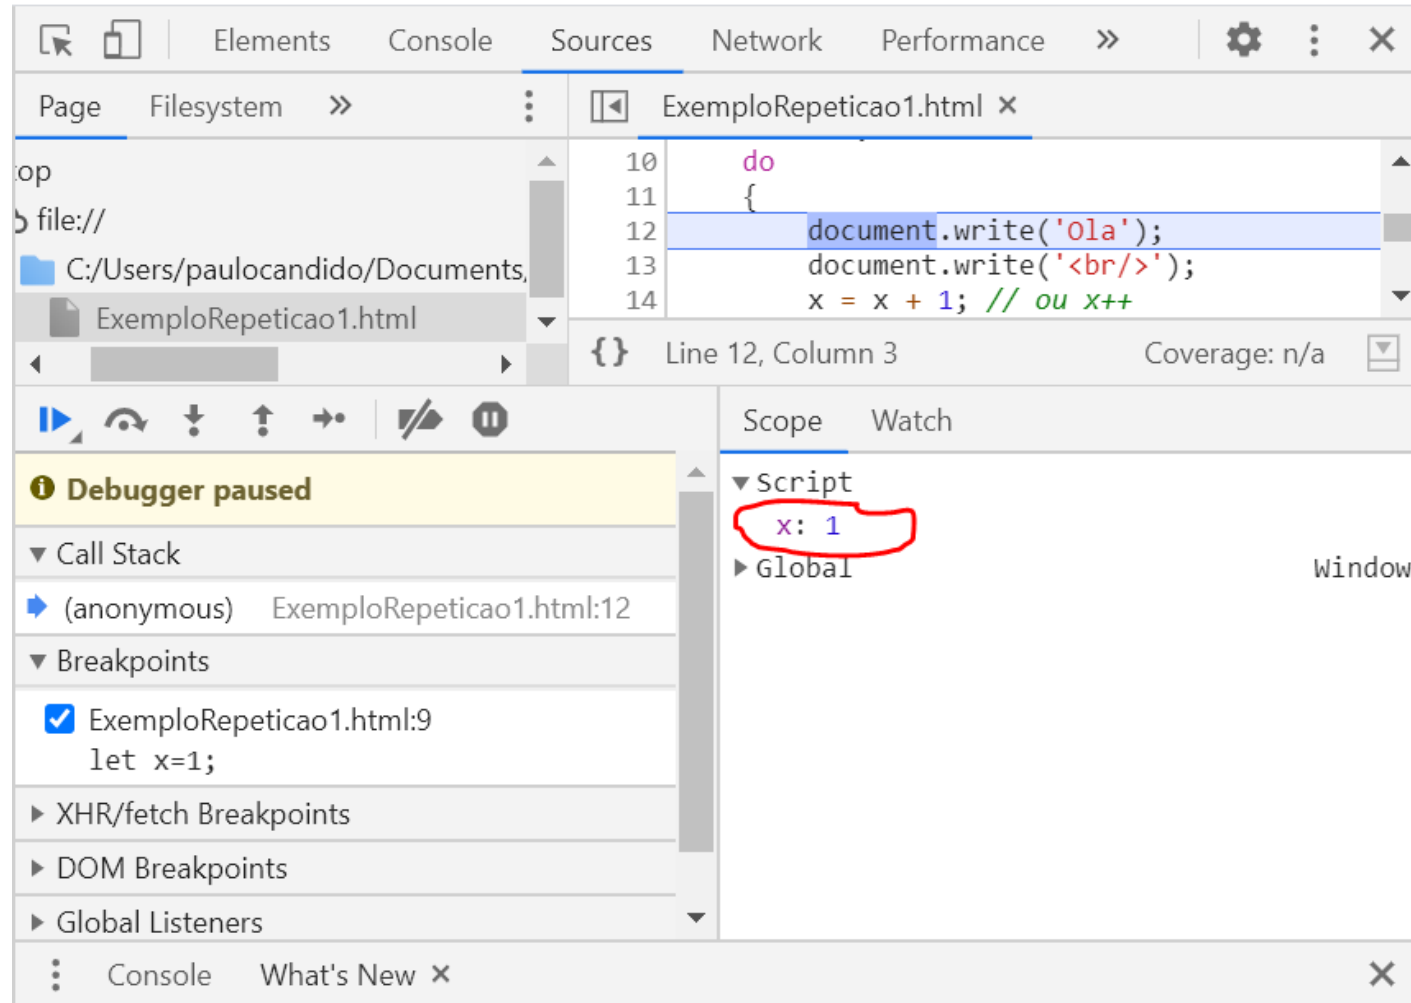 Elements Console Sources Network Performance »
Page Filesystem »
ExemploRepeticao1.html ×
op
file://
C:/Users/paulocandido/Documents,
ExemploRepeticao1.html
10 do
11 {
12 document.write('Ola');
13 document.write('<br/>');
14 x = x + 1; // ou x++
{} Line 12, Column 3 Coverage: n/a
Debugger paused
Call Stack
(anonymous) ExemploRepeticao1.html:12
Breakpoints
ExemploRepeticao1.html:9
let x=1;
XHR/fetch Breakpoints
DOM Breakpoints
Global Listeners
Scope Watch
Script
x: 1
Global Window
Console What's New ×